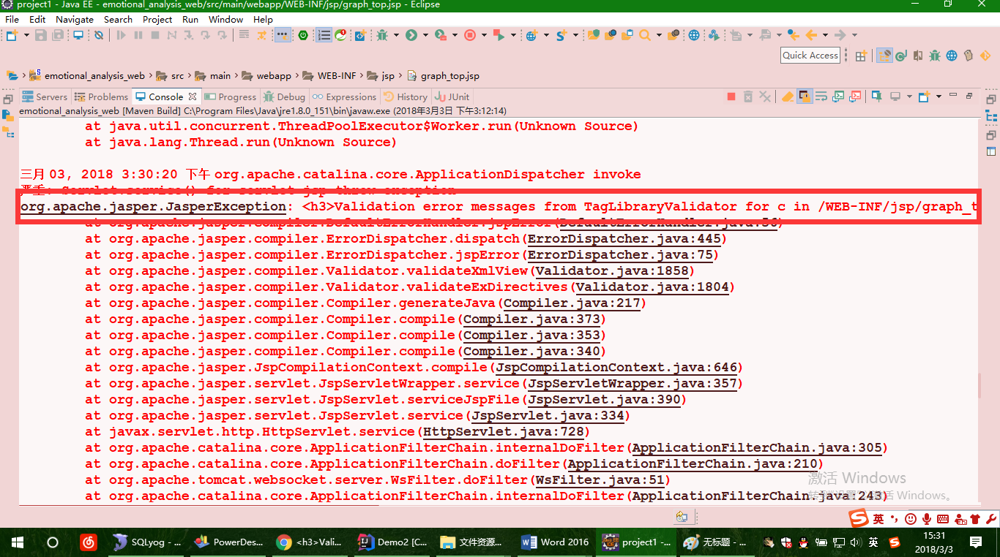 project1 - Java EE - emotional_analysis_web/src/main/webapp/WEB-INF/jsp/graph_top.jsp - Eclipse
File Edit Navigate Search Project Run Window Help
Quick Access
emotional_analysis_web src main webapp WEB-INF jsp graph_top.jsp
Servers Problems Console Progress Debug Expressions History JUnit
emotional_analysis_web [Maven Build] C:\Program Files\Java\jre1.8.0_151\bin\javaw.exe (2018年3月3日 下午3:12:14)
at java.util.concurrent.ThreadPoolExecutor$Worker.run(Unknown Source)
at java.lang.Thread.run(Unknown Source)
三月 03, 2018 3:30:20 下午 org.apache.catalina.core.ApplicationDispatcher invoke
严重: Servlet.service() for servlet jsp threw exception
org.apache.jasper.JasperException: <h3>Validation error messages from TagLibraryValidator for c in /WEB-INF/jsp/graph_t
at org.apache.jasper.compiler.DefaultErrorHandler.jspError(DefaultErrorHandler.java:56)
at org.apache.jasper.compiler.ErrorDispatcher.dispatch(ErrorDispatcher.java:445)
at org.apache.jasper.compiler.ErrorDispatcher.jspError(ErrorDispatcher.java:75)
at org.apache.jasper.compiler.Validator.validateXmlView(Validator.java:1858)
at org.apache.jasper.compiler.Validator.validateExDirectives(Validator.java:1804)
at org.apache.jasper.compiler.Compiler.generateJava(Compiler.java:217)
at org.apache.jasper.compiler.Compiler.compile(Compiler.java:373)
at org.apache.jasper.compiler.Compiler.compile(Compiler.java:353)
at org.apache.jasper.compiler.Compiler.compile(Compiler.java:340)
at org.apache.jasper.JspCompilationContext.compile(JspCompilationContext.java:646)
at org.apache.jasper.servlet.JspServletWrapper.service(JspServletWrapper.java:357)
at org.apache.jasper.servlet.JspServlet.serviceJspFile(JspServlet.java:390)
at org.apache.jasper.servlet.JspServlet.service(JspServlet.java:334)
at javax.servlet.http.HttpServlet.service(HttpServlet.java:728)
at org.apache.catalina.core.ApplicationFilterChain.internalDoFilter(ApplicationFilterChain.java:305)
at org.apache.catalina.core.ApplicationFilterChain.doFilter(ApplicationFilterChain.java:210)
at org.apache.tomcat.websocket.server.WsFilter.doFilter(WsFilter.java:51)
at org.apache.catalina.core.ApplicationFilterChain.internalDoFilter(ApplicationFilterChain.java:243)
激活 Windows
英
SQLyog - ... PowerDes... <h3>Vali... Demo2 [C... 文件资源... Word 2016 project1 -... 无标题 - ... 英
15:31
2018/3/3